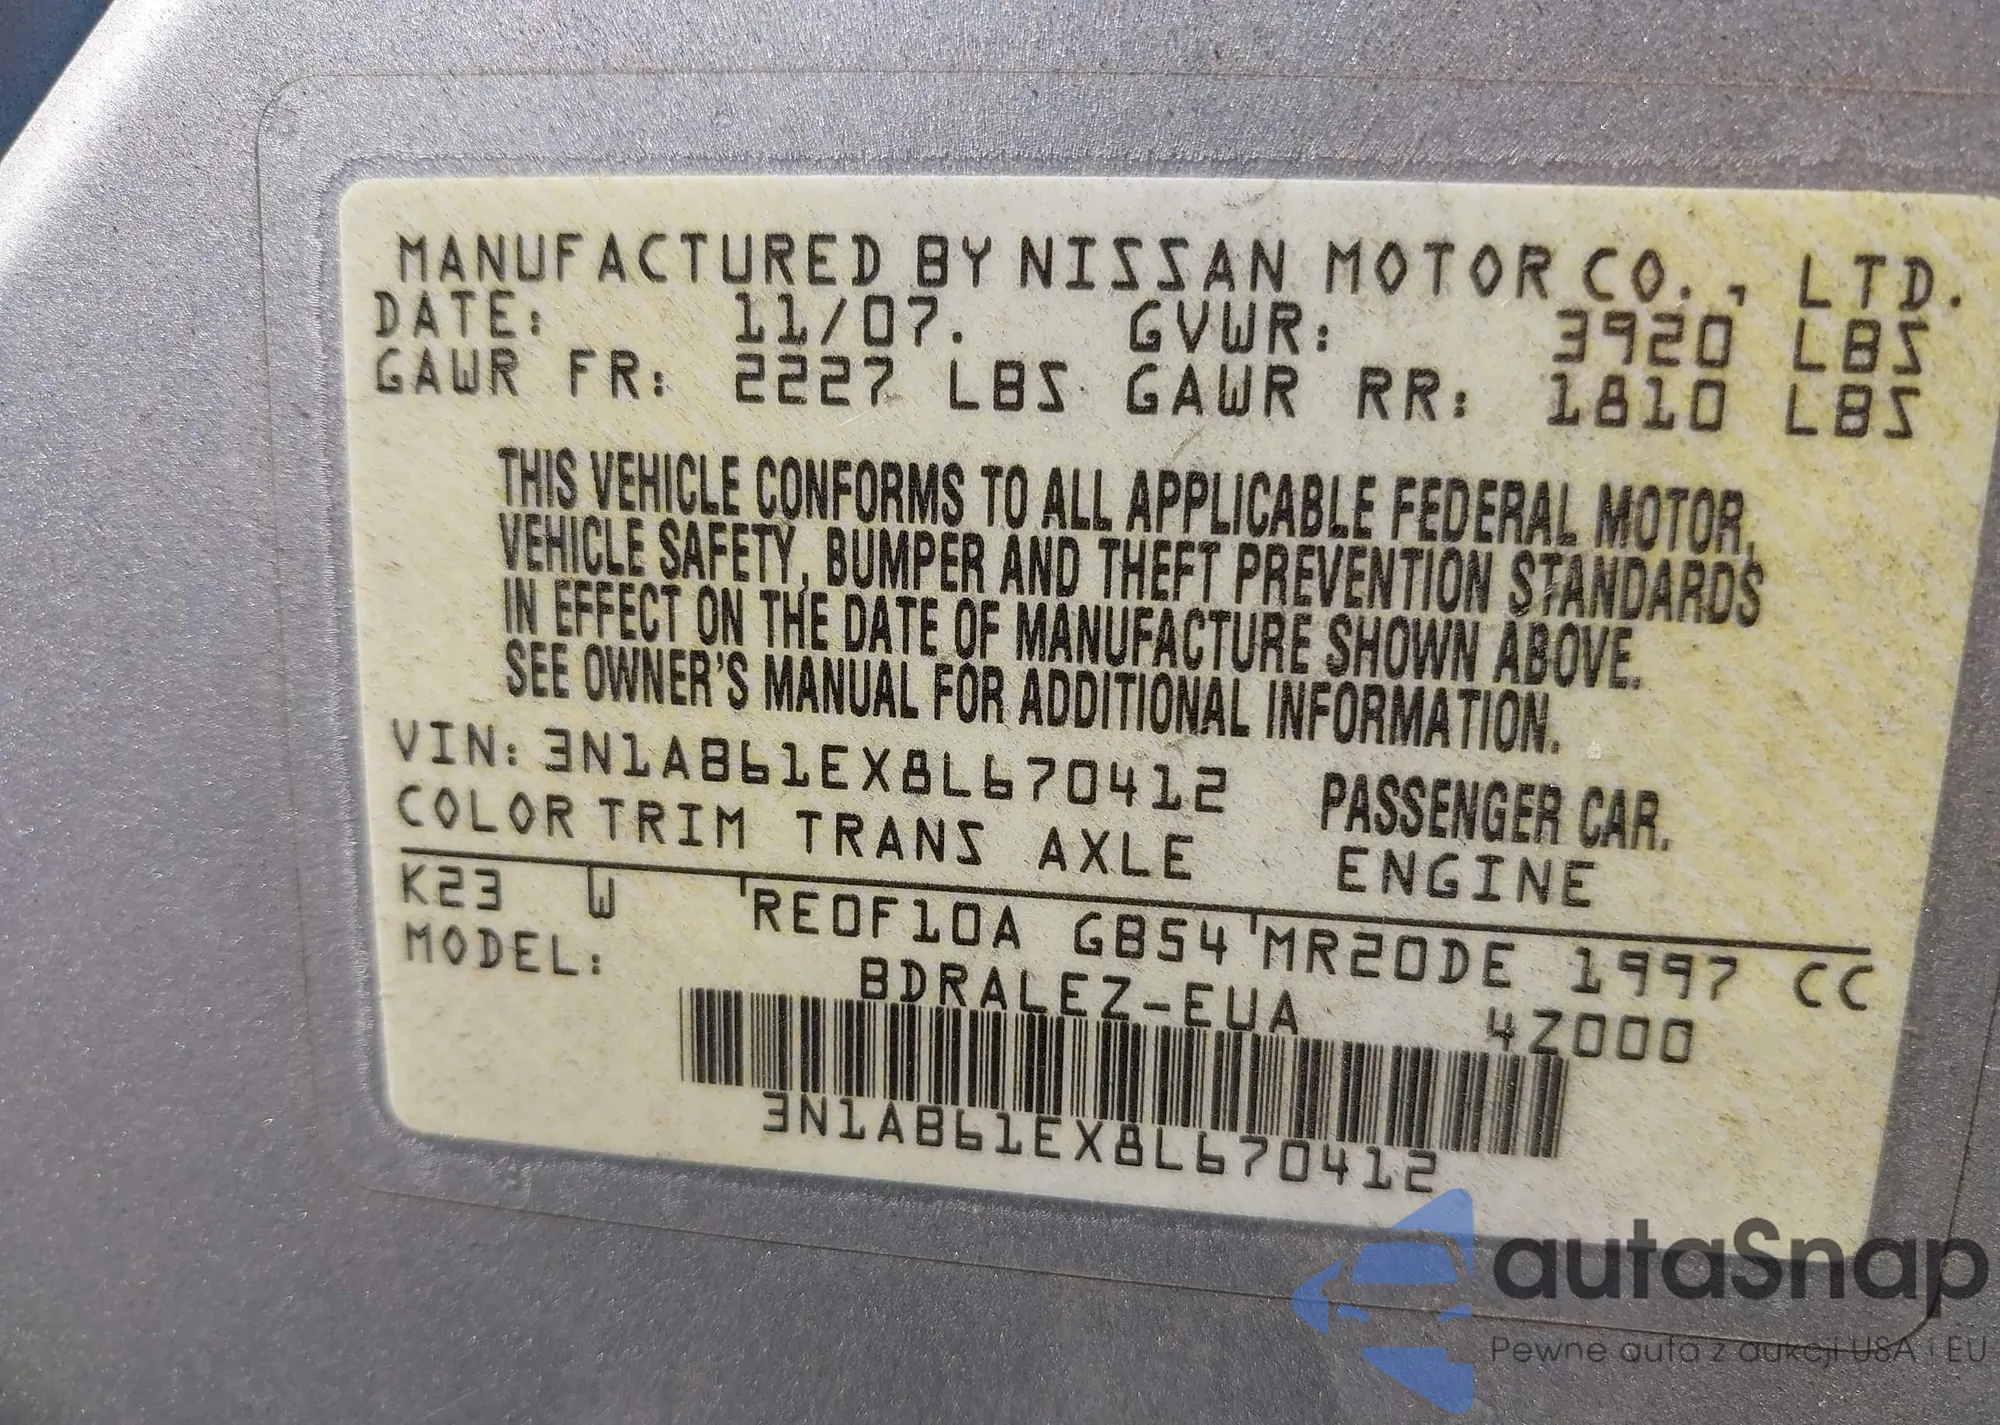 MANUFACTURED BY NISSAN MOTOR CO., LTD.
DATE: 11/07. GVWR: 3920 LBS
GAWR FR: 2227 LBS GAWR RR: 1810 LBS
THIS VEHICLE CONFORMS TO ALL APPLICABLE FEDERAL MOTOR,
VEHICLE SAFETY, BUMPER AND THEFT PREVENTION STANDARDS
IN EFFECT ON THE DATE OF MANUFACTURE SHOWN ABOVE.
SEE OWNER'S MANUAL FOR ADDITIONAL INFORMATION.
VIN: 3N1AB61EX8L670412 PASSENGER CAR.
COLOR TRIM TRANS AXLE ENGINE
K23 W RE0F10A GB54 MR20DE 1997 CC
MODEL: BDRALEZ-EUA 4Z000
3N1AB61EX8L670412
autaSnap
Pewne auta z aukcji USA i EU